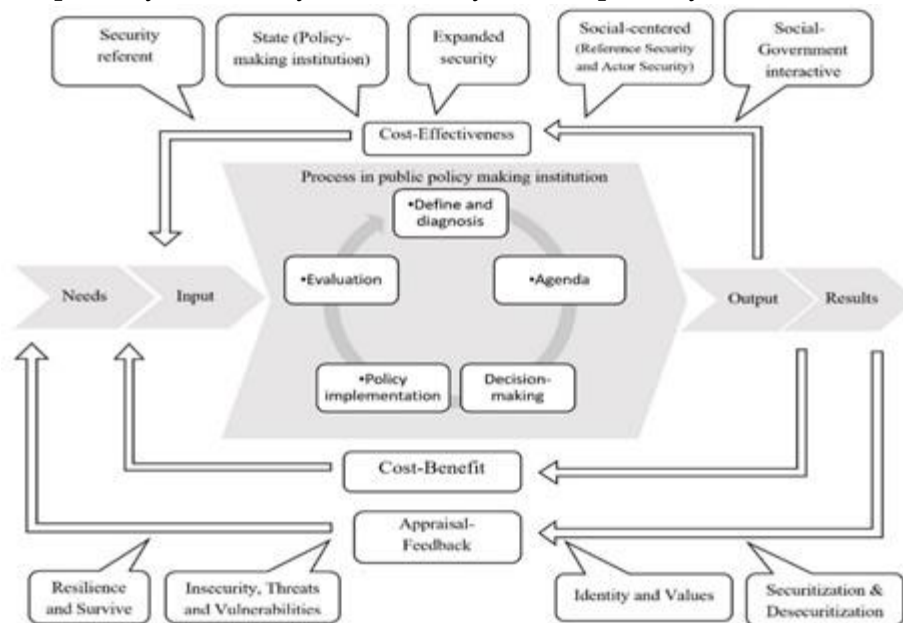 Security
referent
State (Policy-
making institution)
Expanded
security
Social-centered
(Reference Security
and Actor Security)
Social-
Government
interactive
Cost-Effectiveness
Process in public policy making institution
•Define and
diagnosis
•Evaluation
•Agenda
Needs
Input
Output
Results
•Policy
implementation
Decision-
making
Cost-Benefit
Appraisal-
Feedback
Resilience
and Survive
Insecurity, Threats
and Vulnerabilities
Identity and Values
Securitization &
Desecuritization